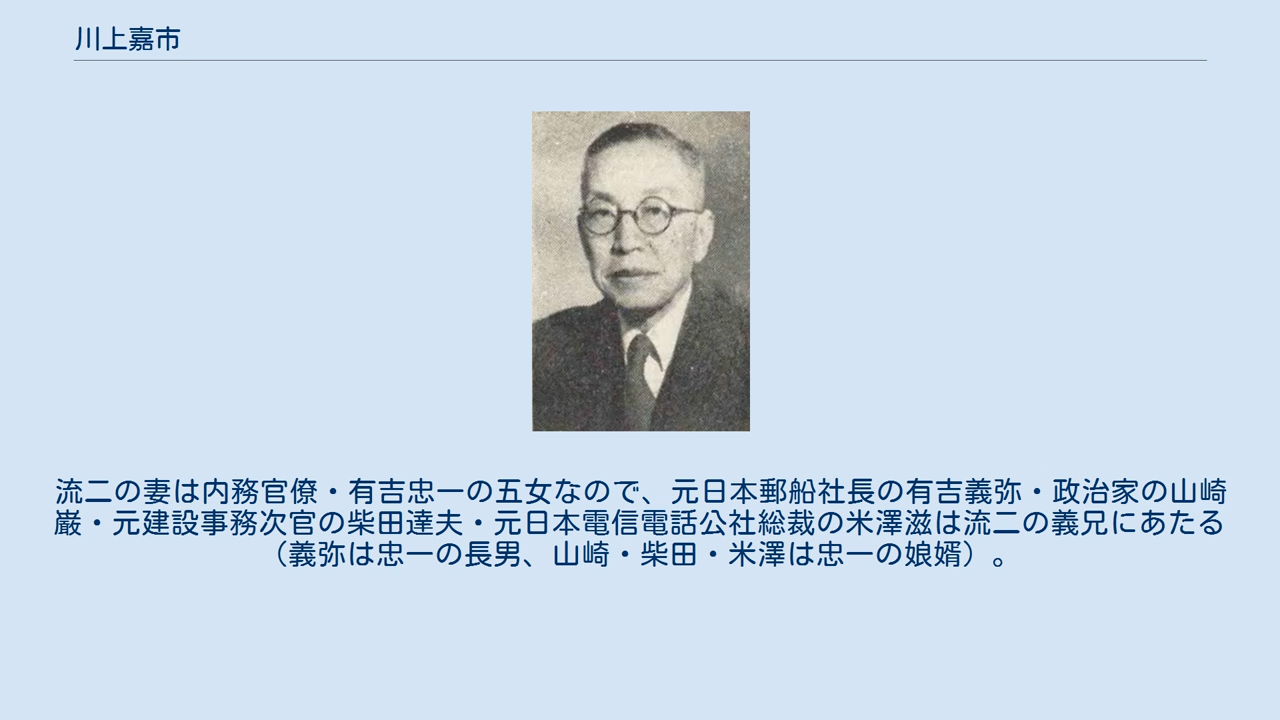 川上嘉市
流二の妻は内務官僚・有吉忠一の五女なので、元日本郵船社長の有吉義弥・政治家の山崎
巌・元建設事務次官の柴田達夫・元日本電信電話公社総裁の米澤滋は流二の義兄にあたる
（義弥は忠一の長男、山崎・柴田・米澤は忠一の娘婿）。